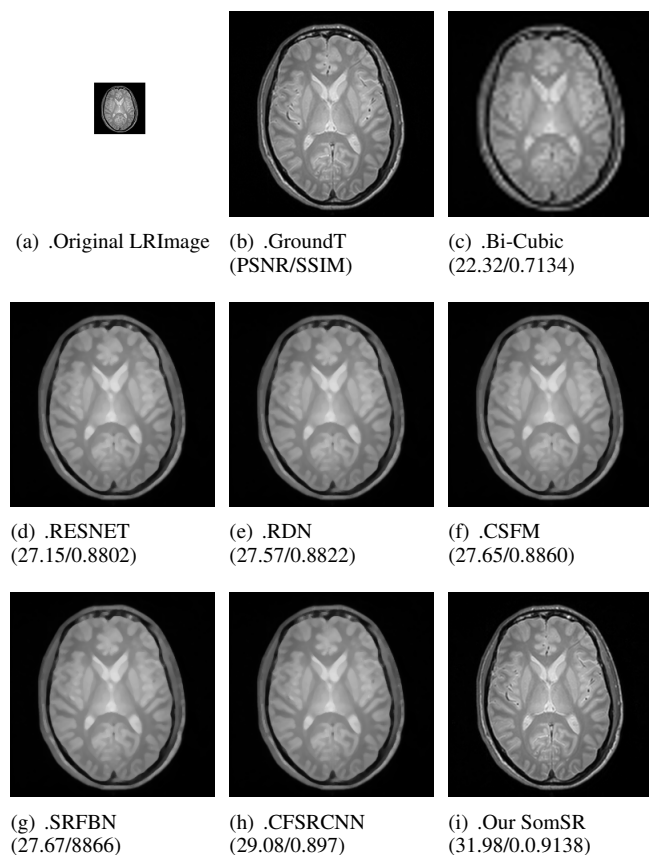 (a) .Original LRImage
(b) .GroundT
(PSNR/SSIM)
(c) .Bi-Cubic
(22.32/0.7134)
(d) .RESNET
(27.15/0.8802)
(e) .RDN
(27.57/0.8822)
(f) .CSFM
(27.65/0.8860)
(g) .SRFBN
(27.67/8866)
(h) .CFSRCNN
(29.08/0.897)
(i) .Our SomSR
(31.98/0.0.9138)